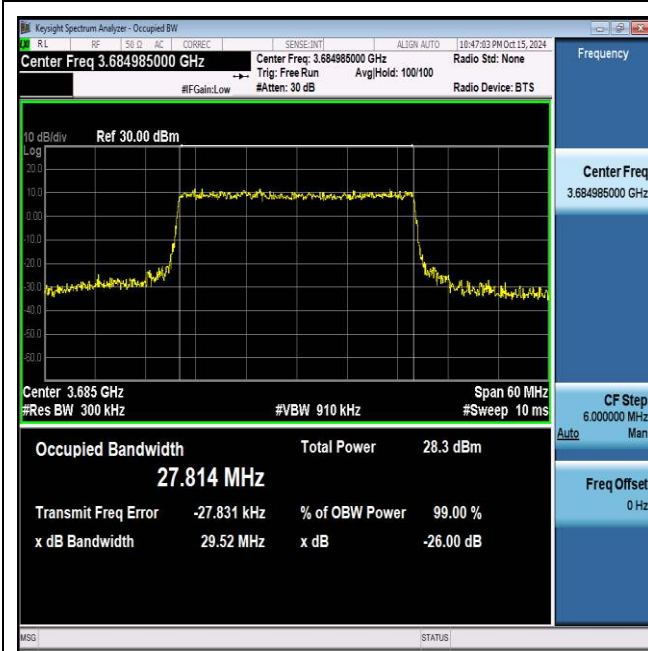 Keysight Spectrum Analyzer - Occupied BW
RL RF 50 Ω AC CORREC SENSE:INT ALIGN AUTO 10:47:03 PM Oct 15, 2024
Center Freq 3.684985000 GHz
Center Freq: 3.684985000 GHz
Radio Std: None
Trig: Free Run Avg|Hold: 100/100
#IFGain:Low
#Atten: 30 dB
Radio Device: BTS
10 dB/div Ref 30.00 dBm
Log
20.0
10.0
0.00
-10.0
-20.0
-30.0
-40.0
-50.0
-60.0
Center 3.685 GHz Span 60 MHz
#Res BW 300 kHz #VBW 910 kHz #Sweep 10 ms
Occupied Bandwidth Total Power 28.3 dBm
27.814 MHz
Transmit Freq Error -27.831 kHz % of OBW Power 99.00 %
x dB Bandwidth 29.52 MHz x dB -26.00 dB
MSG STATUS
Frequency
Center Freq
3.684985000 GHz
CF Step
6.000000 MHz
Auto Man
Freq Offset
0 Hz